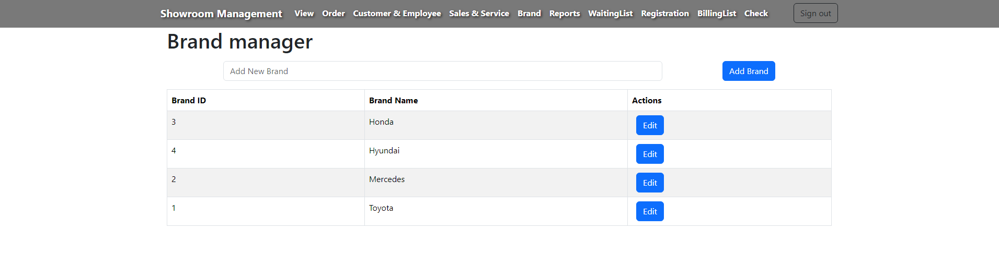 Showroom Management View Order Customer & Employee Sales & Service Brand Reports WaitingList Registration BillingList Check Sign out
Brand manager
Add New Brand Add Brand
Brand ID Brand Name Actions
3 Honda Edit
4 Hyundai Edit
2 Mercedes Edit
1 Toyota Edit